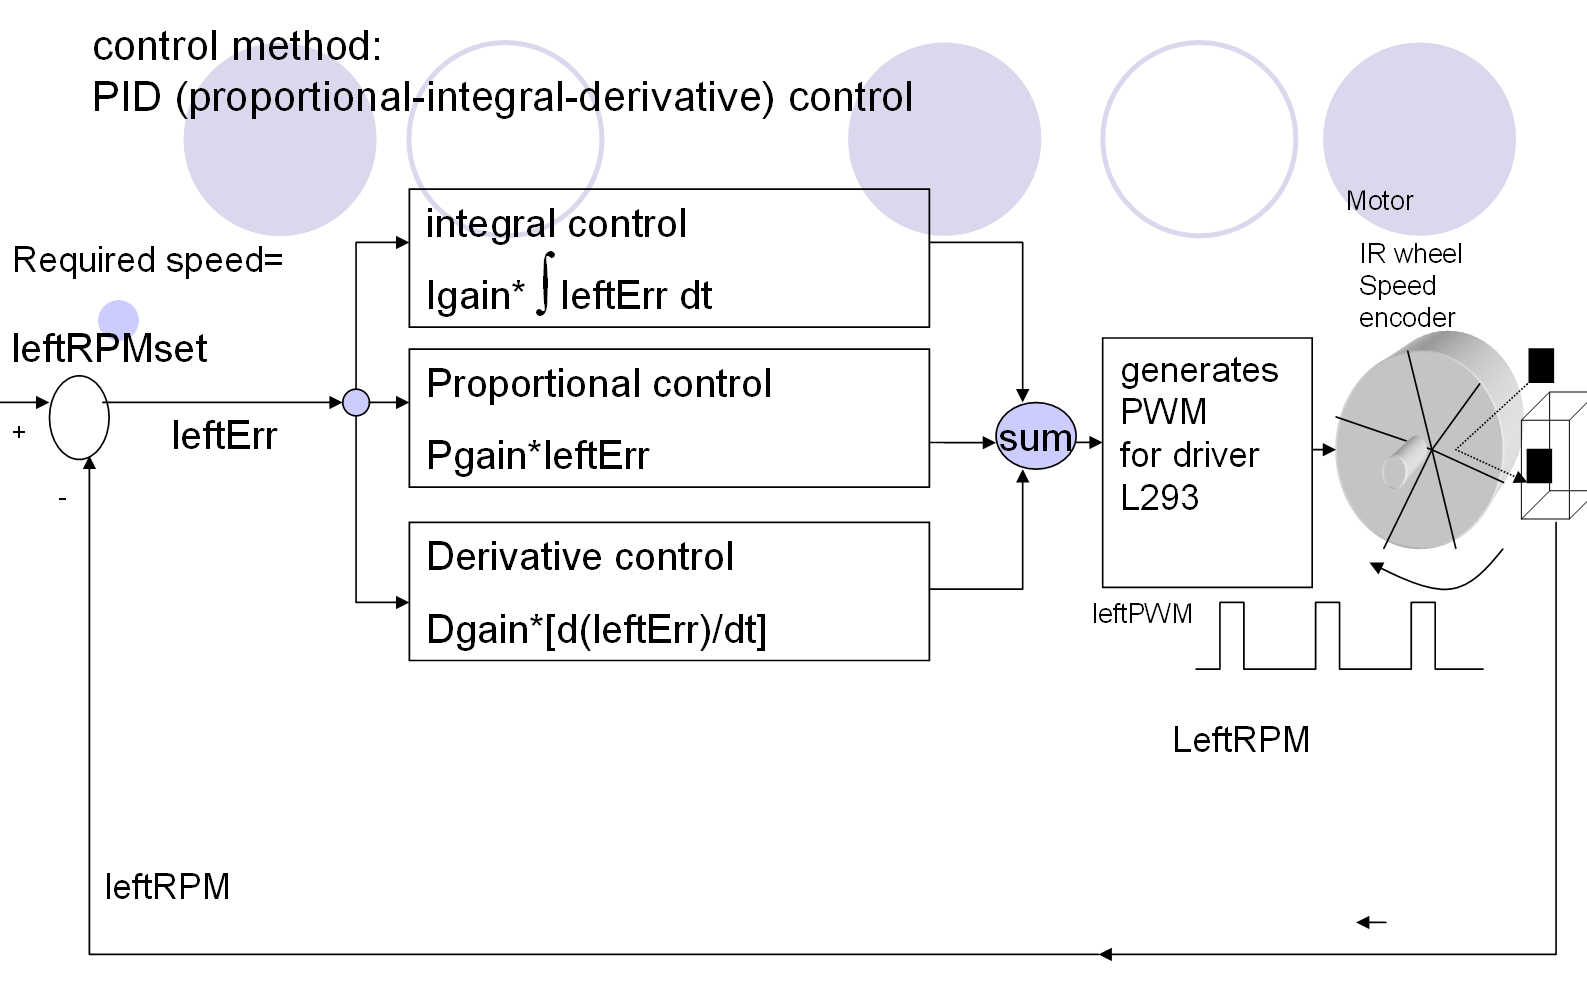 control method:
PID (proportional-integral-derivative) control
Motor
integral control
Required speed=
IR wheel
Speed
encoder
Igain* ∫ leftErr dt
leftRPMset
Proportional control
generates
PWM
for driver
L293
+
leftErr
sum
Pgain*leftErr
-
Derivative control
Dgain*[d(leftErr)/dt]
leftPWM
LeftRPM
leftRPM